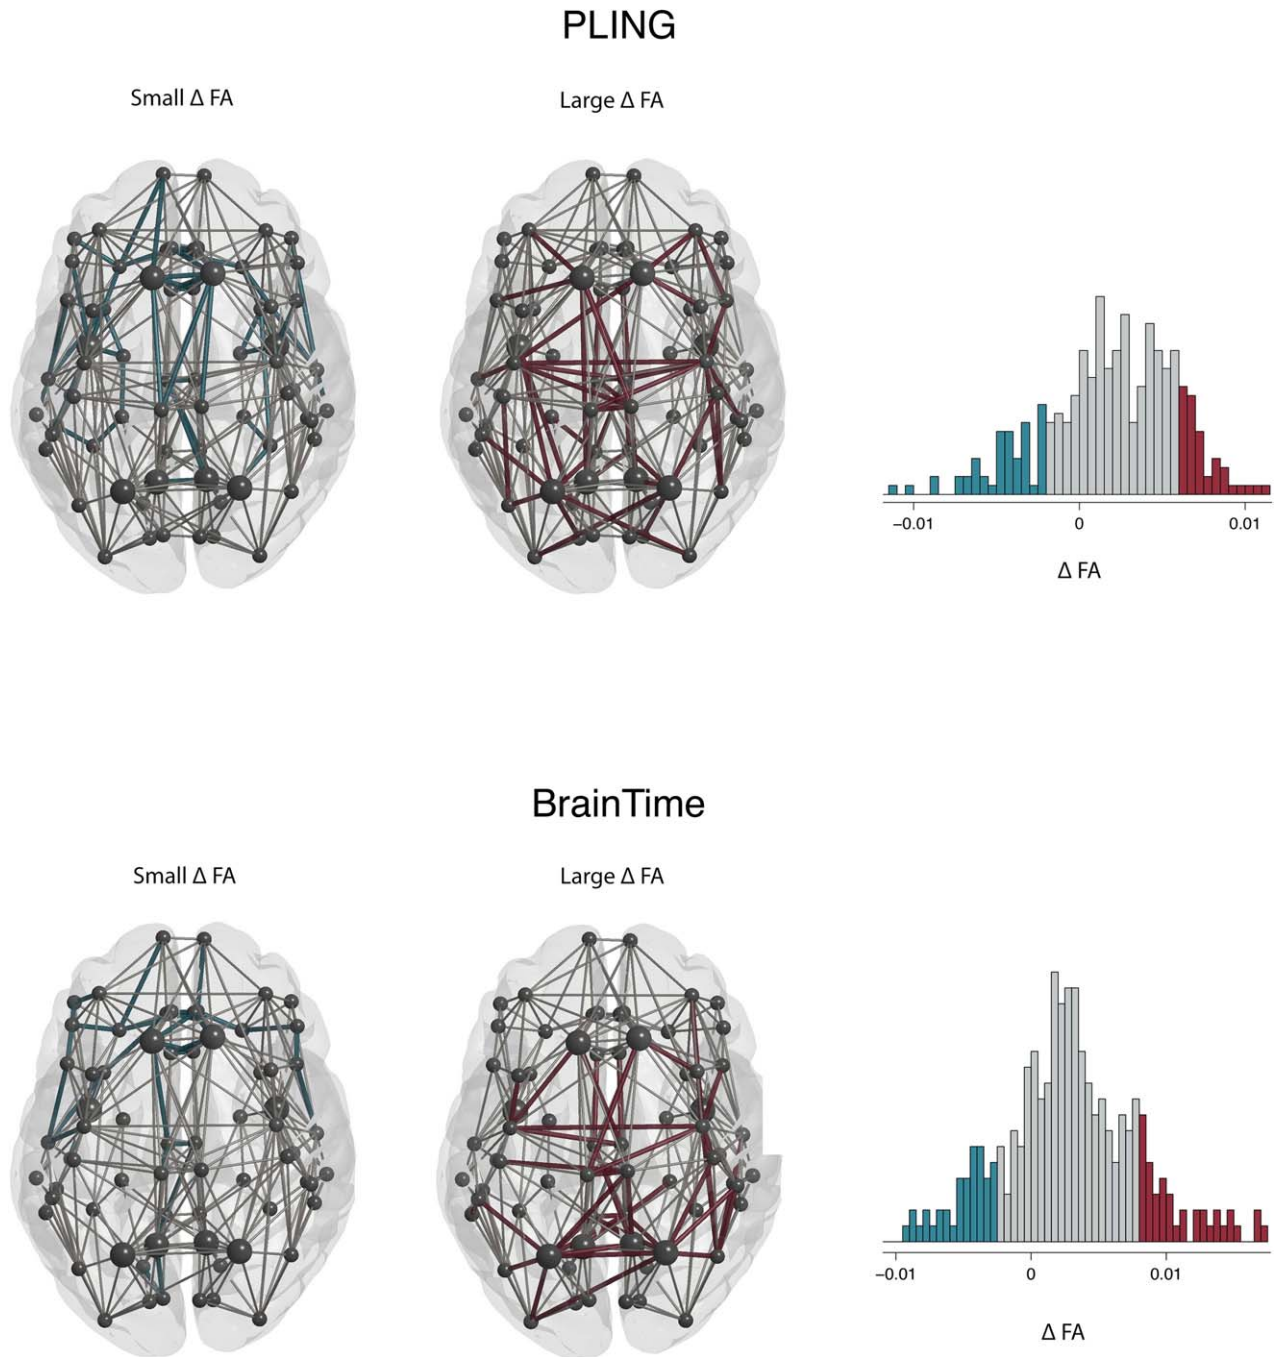 PLING
Small Δ FA
Large Δ FA
−0.01
0
0.01
Δ FA
BrainTime
Small Δ FA
Large Δ FA
−0.01
0
0.01
Δ FA